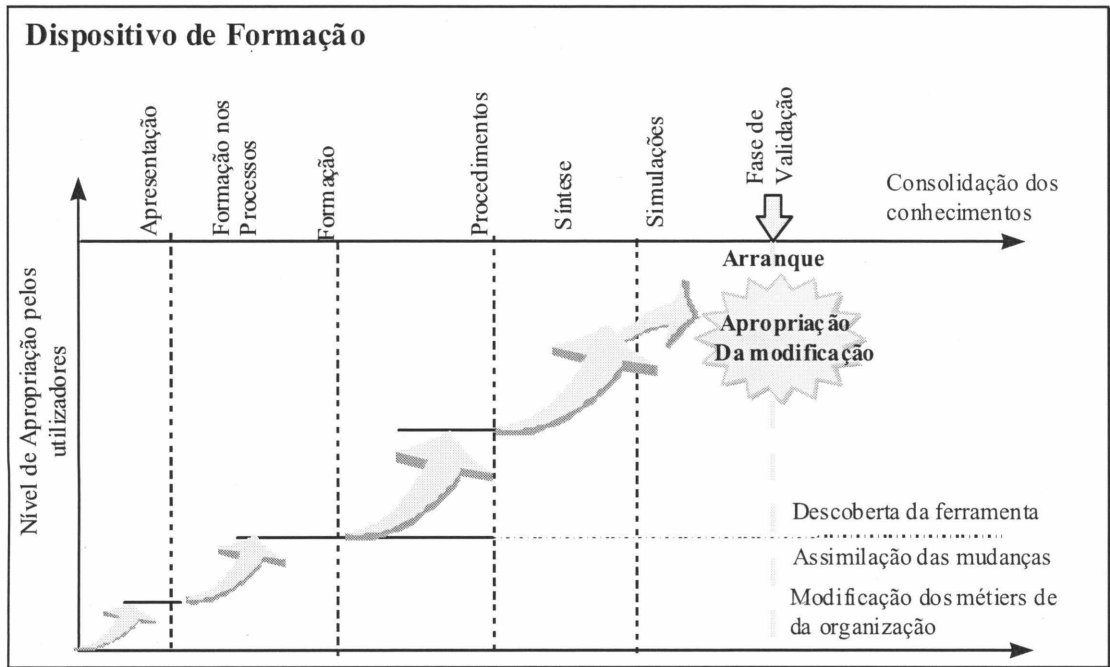 Dispositivo de Formação
Apresentação
Formação nos
Processos
Formação
Procedimentos
Síntese
Simulações
Fase de
Validação
Consolidação dos
conhecimentos
Arranque
Apropriação
Da modificação
Nível de Apropriação pelos
utilizadores
Descoberta da ferramenta
Assimilação das mudanças
Modificação dos métiers de
da organização